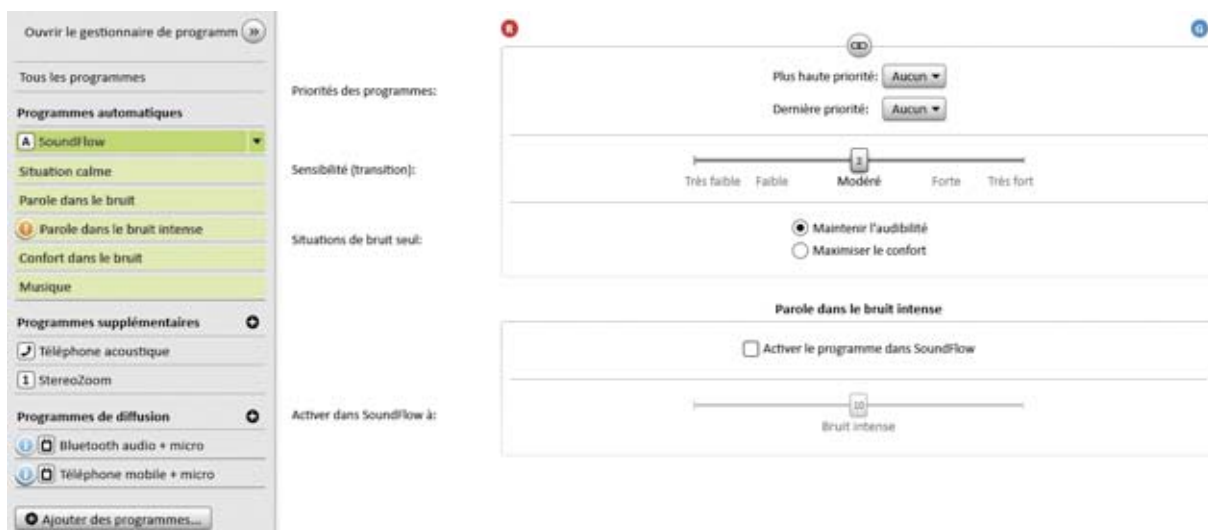 Ouvrir le gestionnaire de programm
Tous les programmes
Programmes automatiques
A SoundFlow
Situation calme
Parole dans le bruit
Parole dans le bruit intense
Confort dans le bruit
Musique
Programmes supplémentaires
Téléphone acoustique
1 StereoZoom
Programmes de diffusion
Bluetooth audio + micro
Téléphone mobile + micro
Ajouter des programmes...
R
G
Priorités des programmes:
Plus haute priorité: Aucun
Dernière priorité: Aucun
Sensibilité (transition):
Très faible Faible Modéré Forte Très fort
Situations de bruit seul:
Maintenir l'audibilité
Maximiser le confort
Parole dans le bruit intense
Activer le programme dans SoundFlow
Activer dans SoundFlow à:
10
Bruit intense